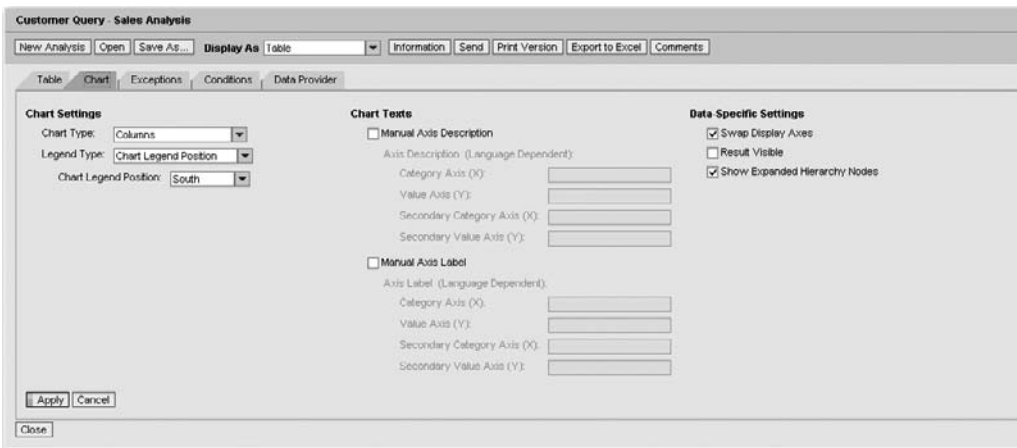 Customer Query - Sales Analysis
New Analysis Open Save As... Display As Table Information Send Print Version Export to Excel Comments
Table Chart Exceptions Conditions Data Provider
Chart Settings
Chart Type: Columns
Legend Type: Chart Legend Position
Chart Legend Position: South
Chart Texts
Manual Axis Description
Axis Description (Language Dependent):
Category Axis (X):
Value Axis (Y):
Secondary Category Axis (X):
Secondary Value Axis (Y):
Manual Axis Label
Axis Label (Language Dependent):
Category Axis (X):
Value Axis (Y):
Secondary Category Axis (X):
Secondary Value Axis (Y):
Data-Specific Settings
Swap Display Axes
Result Visible
Show Expanded Hierarchy Nodes
Apply Cancel
Close